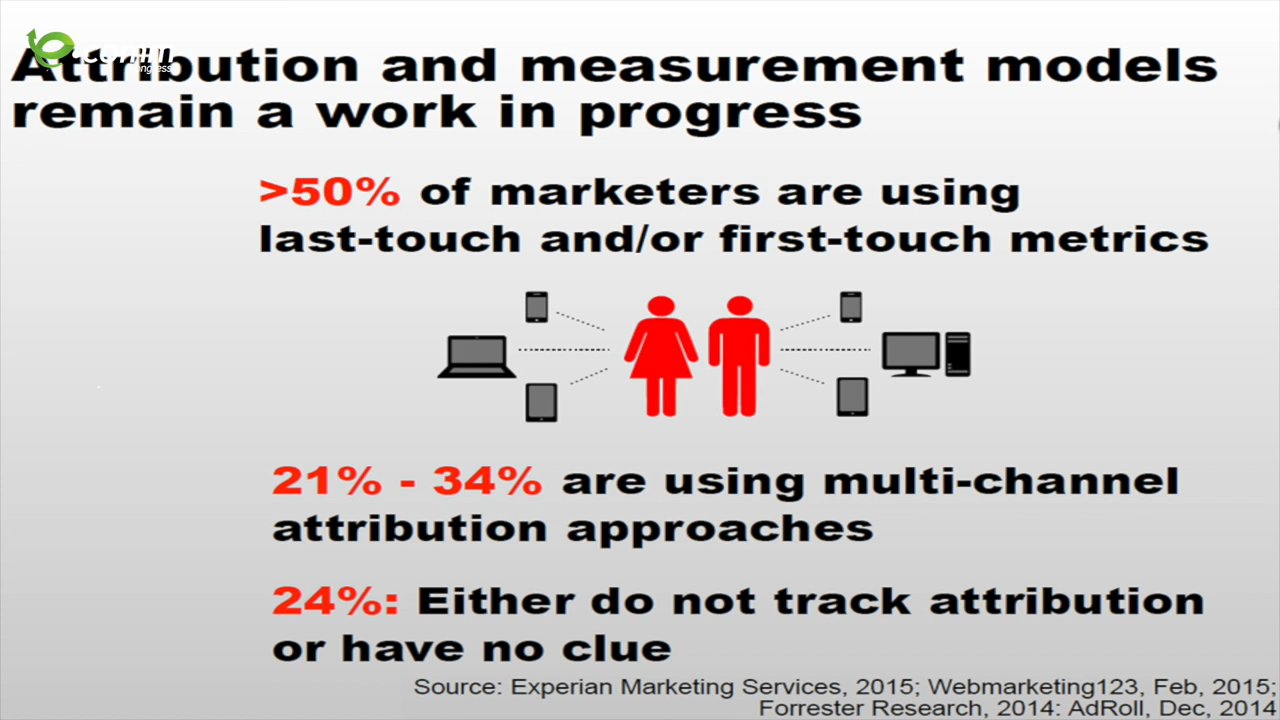 Attribution and measurement models
remain a work in progress
>50% of marketers are using
last-touch and/or first-touch metrics
21% - 34% are using multi-channel
attribution approaches
24%: Either do not track attribution
or have no clue
Source: Experian Marketing Services, 2015; Webmarketing123, Feb, 2015;
Forrester Research, 2014: AdRoll, Dec, 2014